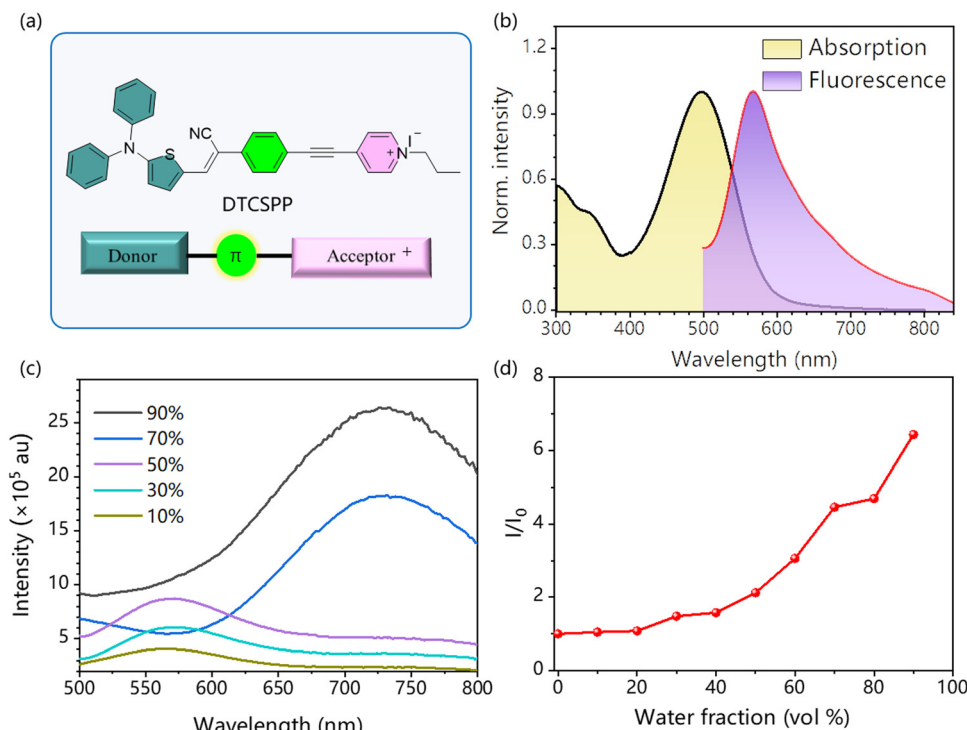 (a)
CN
N
S
I⁻
N
+
DTCSPP
Donor
π
Acceptor +
(b)
Absorption
Fluorescence
Norm. intensity
1.2
0.9
0.6
0.3
0.0
300 400 500 600 700 800
Wavelength (nm)
(c)
90%
70%
50%
30%
10%
Intensity (×10⁵ au)
25
20
15
10
5
500 550 600 650 700 750 800
Wavelength (nm)
(d)
I/I₀
8
6
4
2
0
0 20 40 60 80 100
Water fraction (vol %)